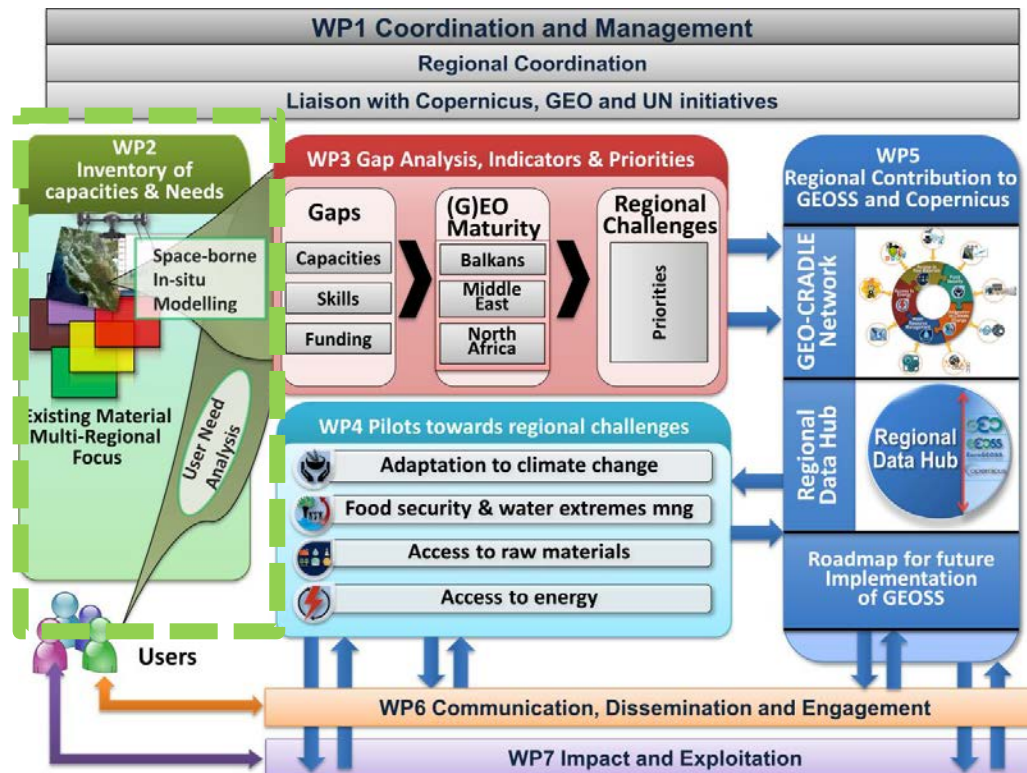 WP1 Coordination and Management
Regional Coordination
Liaison with Copernicus, GEO and UN initiatives
WP2
Inventory of
capacities & Needs
Space-borne
In-situ
Modelling
Existing Material
Multi-Regional
Focus
User Need
Analysis
Users
WP3 Gap Analysis, Indicators & Priorities
Gaps
Capacities
Skills
Funding
(G)EO
Maturity
Balkans
Middle
East
North
Africa
Regional
Challenges
Priorities
WP4 Pilots towards regional challenges
Adaptation to climate change
Food security & water extremes mng
Access to raw materials
Access to energy
WP5
Regional Contribution to
GEOSS and Copernicus
GEO-CRADLE
Network
Regional
Data Hub
Regional
Data Hub
Roadmap for future
Implementation
of GEOSS
WP6 Communication, Dissemination and Engagement
WP7 Impact and Exploitation